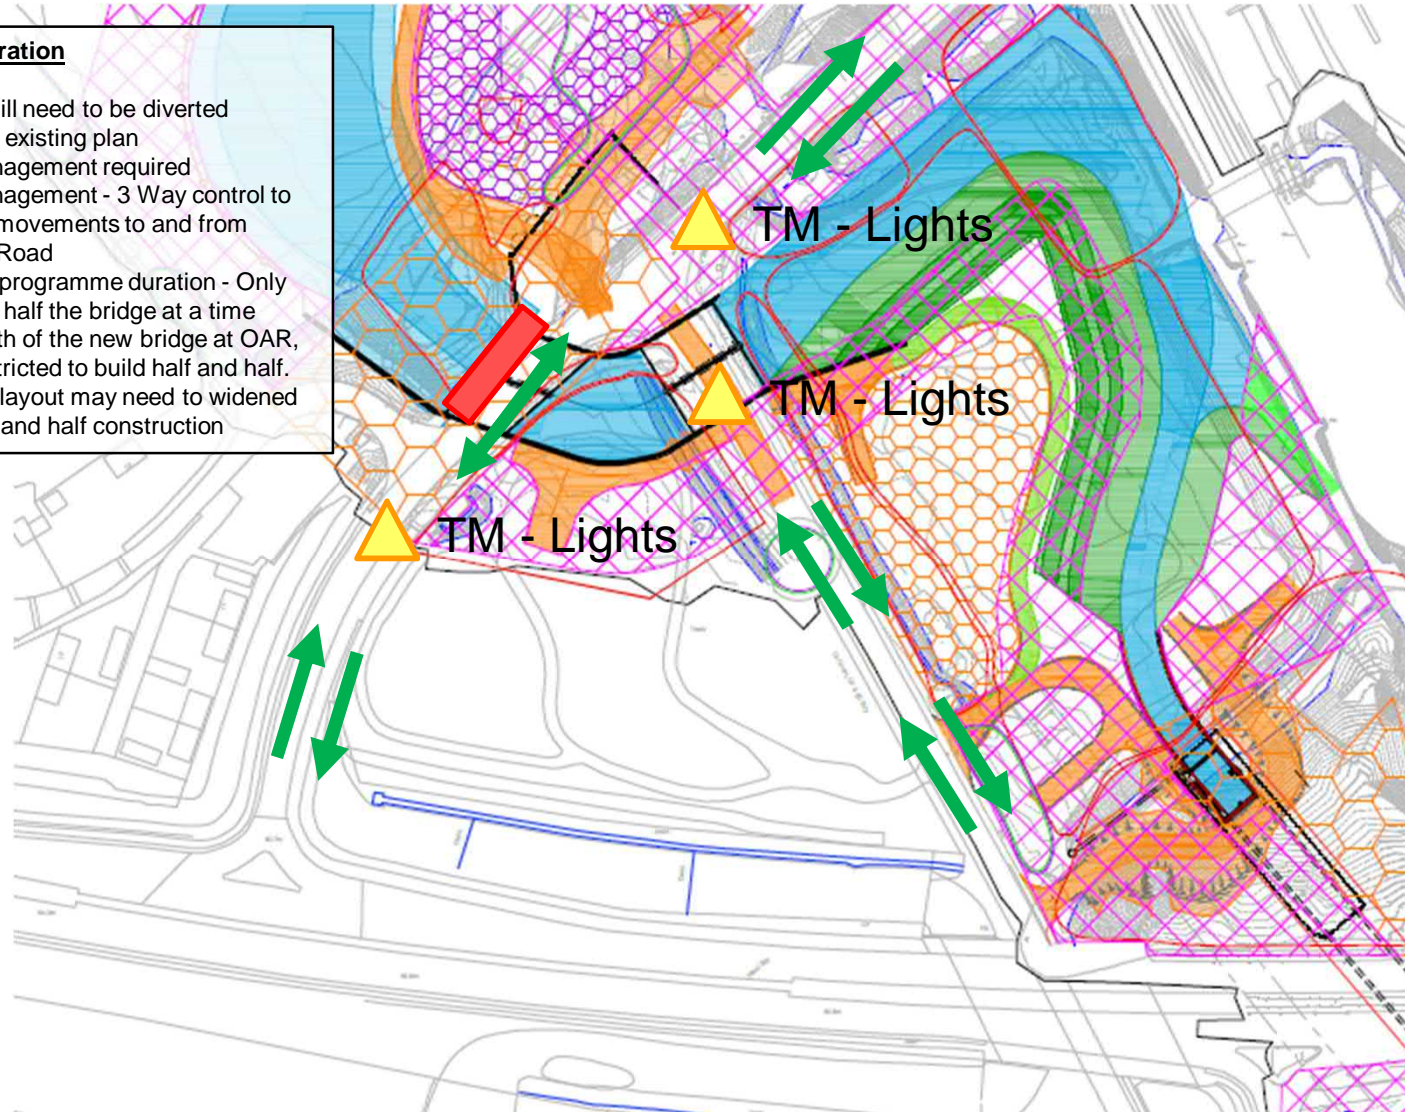 ration
ill need to be diverted
existing plan
nagement required
nagement - 3 Way control to
movements to and from
Road
programme duration - Only
half the bridge at a time
th of the new bridge at OAR,
tricted to build half and half.
layout may need to widened
and half construction
TM - Lights
TM - Lights
TM - Lights